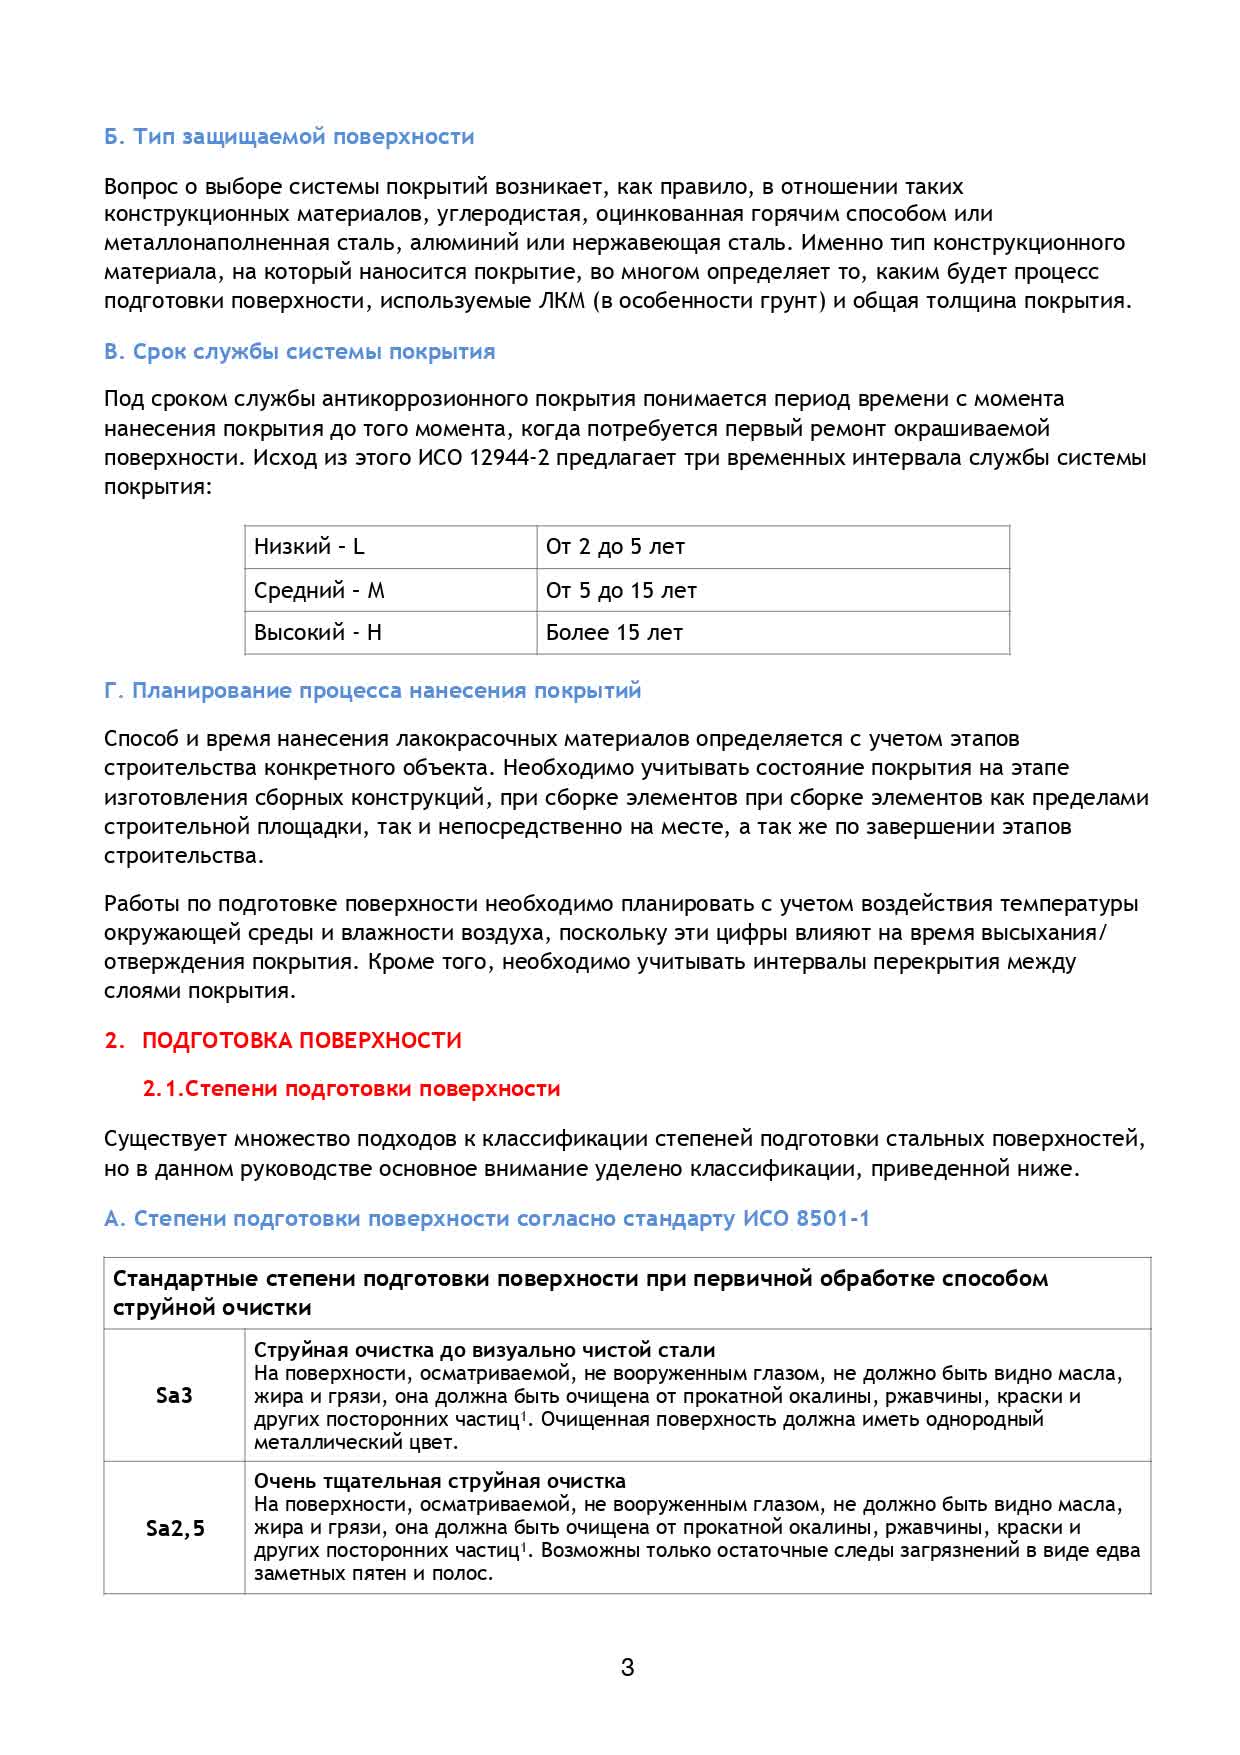 Б. Тип защищаемой поверхности
Вопрос о выборе системы покрытий возникает, как правило, в отношении таких
конструкционных материалов, углеродистая, оцинкованная горячим способом или
металлонаполненная сталь, алюминий или нержавеющая сталь. Именно тип конструкционного
материала, на который наносится покрытие, во многом определяет то, каким будет процесс
подготовки поверхности, используемые ЛКМ (в особенности грунт) и общая толщина покрытия.
В. Срок службы системы покрытия
Под сроком службы антикоррозионного покрытия понимается период времени с момента
нанесения покрытия до того момента, когда потребуется первый ремонт окрашиваемой
поверхности. Исход из этого ИСО 12944-2 предлагает три временных интервала службы системы
покрытия:
Низкий – L От 2 до 5 лет
Средний – М От 5 до 15 лет
Высокий - Н Более 15 лет
Г. Планирование процесса нанесения покрытий
Способ и время нанесения лакокрасочных материалов определяется с учетом этапов
строительства конкретного объекта. Необходимо учитывать состояние покрытия на этапе
изготовления сборных конструкций, при сборке элементов при сборке элементов как пределами
строительной площадки, так и непосредственно на месте, а так же по завершении этапов
строительства.
Работы по подготовке поверхности необходимо планировать с учетом воздействия температуры
окружающей среды и влажности воздуха, поскольку эти цифры влияют на время высыхания/
отверждения покрытия. Кроме того, необходимо учитывать интервалы перекрытия между
слоями покрытия.
2. ПОДГОТОВКА ПОВЕРХНОСТИ
2.1.Степени подготовки поверхности
Существует множество подходов к классификации степеней подготовки стальных поверхностей,
но в данном руководстве основное внимание уделено классификации, приведенной ниже.
А. Степени подготовки поверхности согласно стандарту ИСО 8501-1
Стандартные степени подготовки поверхности при первичной обработке способом
струйной очистки
Sa3
Струйная очистка до визуально чистой стали
На поверхности, осматриваемой, не вооруженным глазом, не должно быть видно масла,
жира и грязи, она должна быть очищена от прокатной окалины, ржавчины, краски и
других посторонних частиц¹. Очищенная поверхность должна иметь однородный
металлический цвет.
Sa2,5
Очень тщательная струйная очистка
На поверхности, осматриваемой, не вооруженным глазом, не должно быть видно масла,
жира и грязи, она должна быть очищена от прокатной окалины, ржавчины, краски и
других посторонних частиц¹. Возможны только остаточные следы загрязнений в виде едва
заметных пятен и полос.
3